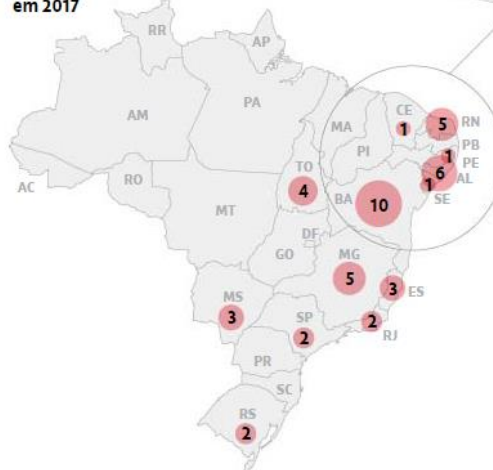 em 2017
RR
AP
AM
PA
MA
CE
1
5
RN
PI
PB
1
PE
6
AL
1
SE
AC
RO
TO
4
BA
10
MT
DF
GO
MG
5
3
ES
MS
3
SP
2
2
RJ
PR
SC
RS
2